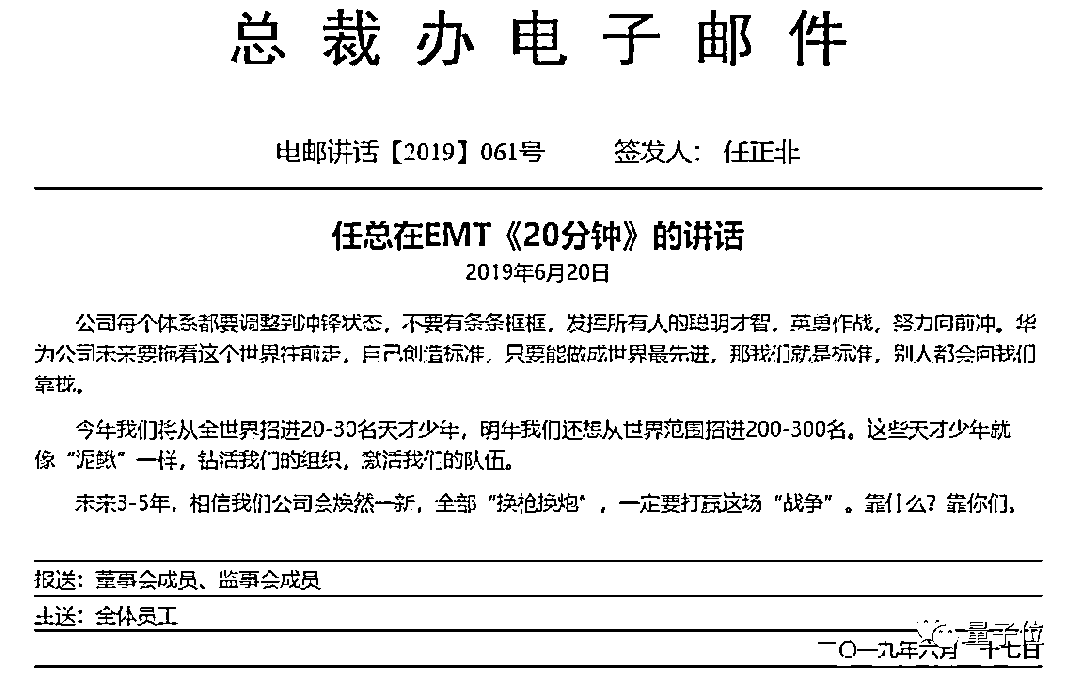 总裁办电子邮件
电邮讲话【2019】061号 签发人： 任正非
任总在EMT《20分钟》的讲话
2019年6月20日
公司每个体系都要调整到冲锋状态，不要有条条框框，发挥所有人的聪明才智，英勇作战，努力向前冲。华
为公司未来要拖着这个世界往前走，自己创造标准，只要能做成世界最先进，那我们就是标准，别人都会向我们
靠拢。
今年我们将从全世界招进20-30名天才少年，明年我们还想从世界范围招进200-300名。这些天才少年就
像“泥鳅”一样，钻活我们的组织，激活我们的队伍。
未来3-5年，相信我们公司会焕然一新，全部“换枪换炮”，一定要打赢这场“战争”。靠什么？靠你们。
报送：董事会成员、监事会成员
主送：全体员工
二〇一九年六月二十七日
量子位